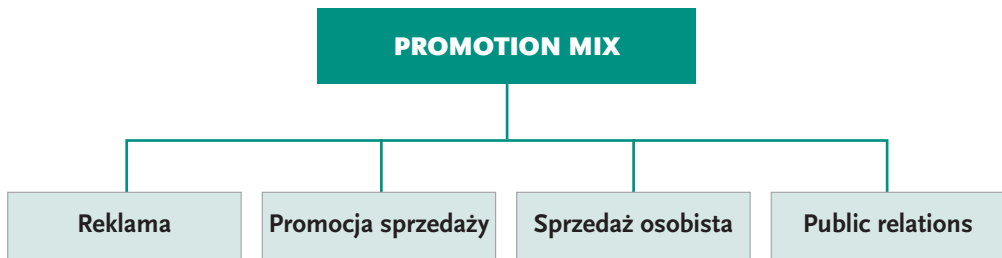 PROMOTION MIX
Reklama
Promocja sprzedaży
Sprzedaż osobista
Public relations